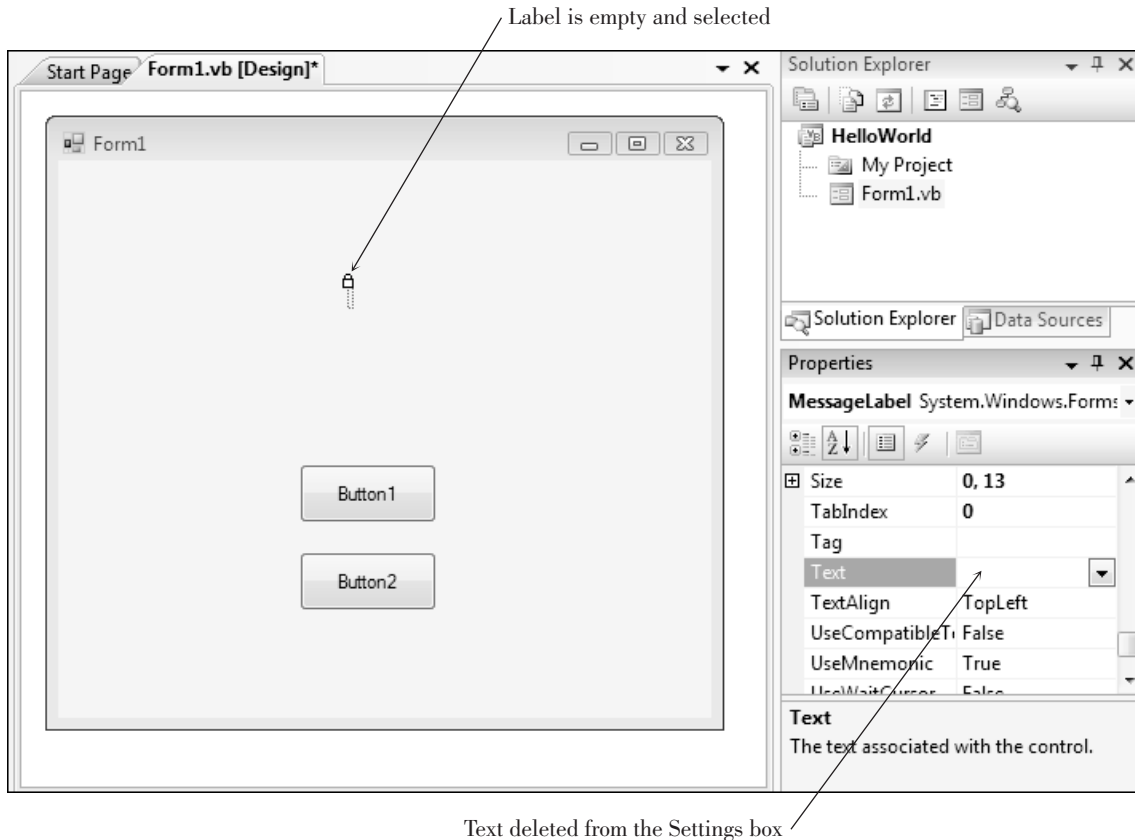 Label is empty and selected
Start Page
Form1.vb [Design]*
Form1
Button1
Button2
Solution Explorer
HelloWorld
My Project
Form1.vb
Solution Explorer
Data Sources
Properties
MessageLabel System.Windows.Forms
Size 0, 13
TabIndex 0
Tag
Text
TextAlign TopLeft
UseCompatibleT False
UseMnemonic True
UseWaitCursor False
Text
The text associated with the control.
Text deleted from the Settings box